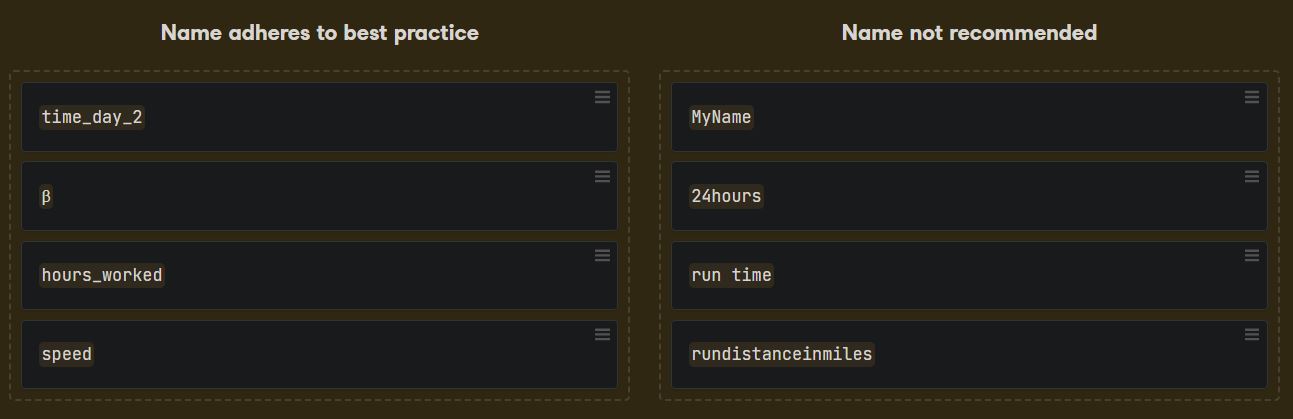 Name adheres to best practice
Name not recommended
time_day_2
MyName
β
24hours
hours_worked
run time
speed
rundistanceinmiles